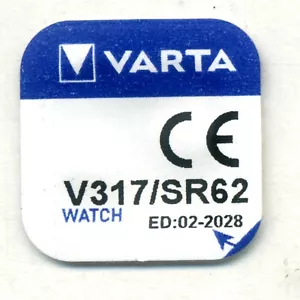 VARTA
CE
V317/SR62
WATCH ED:02-2028